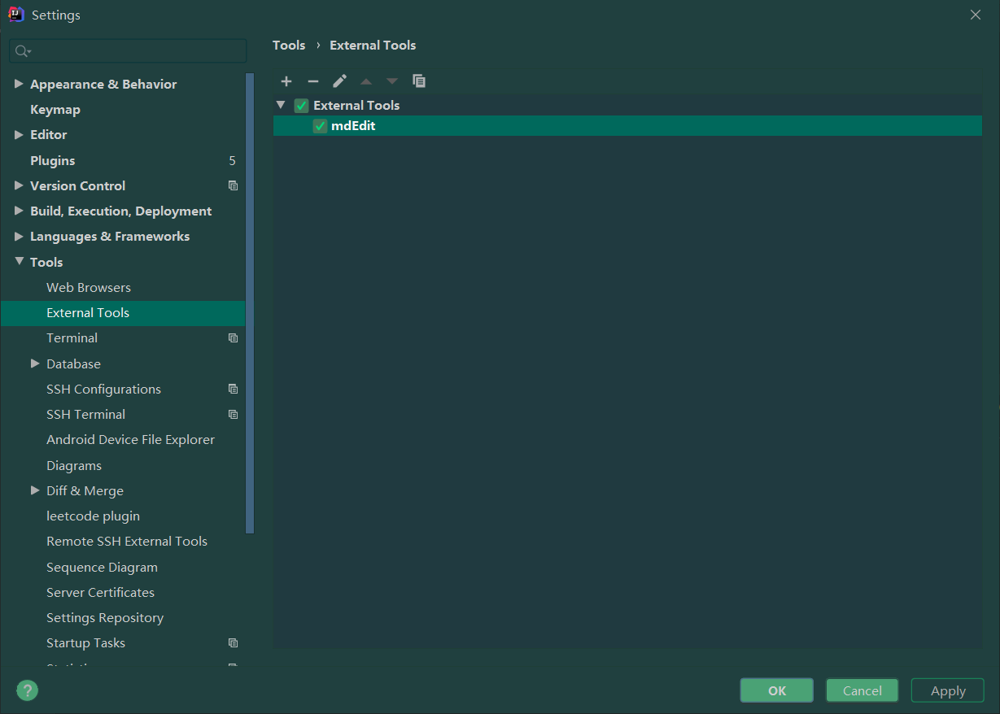 Settings
Tools › External Tools
Appearance & Behavior
Keymap
Editor
Plugins 5
Version Control
Build, Execution, Deployment
Languages & Frameworks
Tools
Web Browsers
External Tools
Terminal
Database
SSH Configurations
SSH Terminal
Android Device File Explorer
Diagrams
Diff & Merge
leetcode plugin
Remote SSH External Tools
Sequence Diagram
Server Certificates
Settings Repository
Startup Tasks
External Tools
mdEdit
?
OK
Cancel
Apply